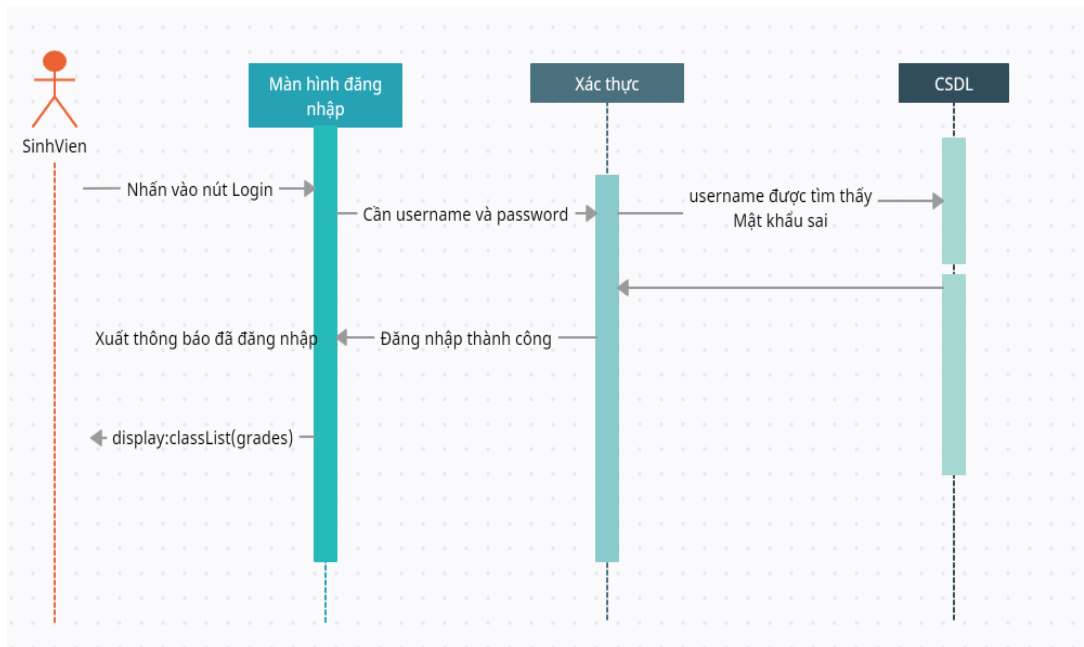 SinhVien
Màn hình đăng
nhập
Xác thực
CSDL
Nhấn vào nút Login
Cần username và password
username được tìm thấy
Mật khẩu sai
Xuất thông báo đã đăng nhập
Đăng nhập thành công
display:classList(grades)